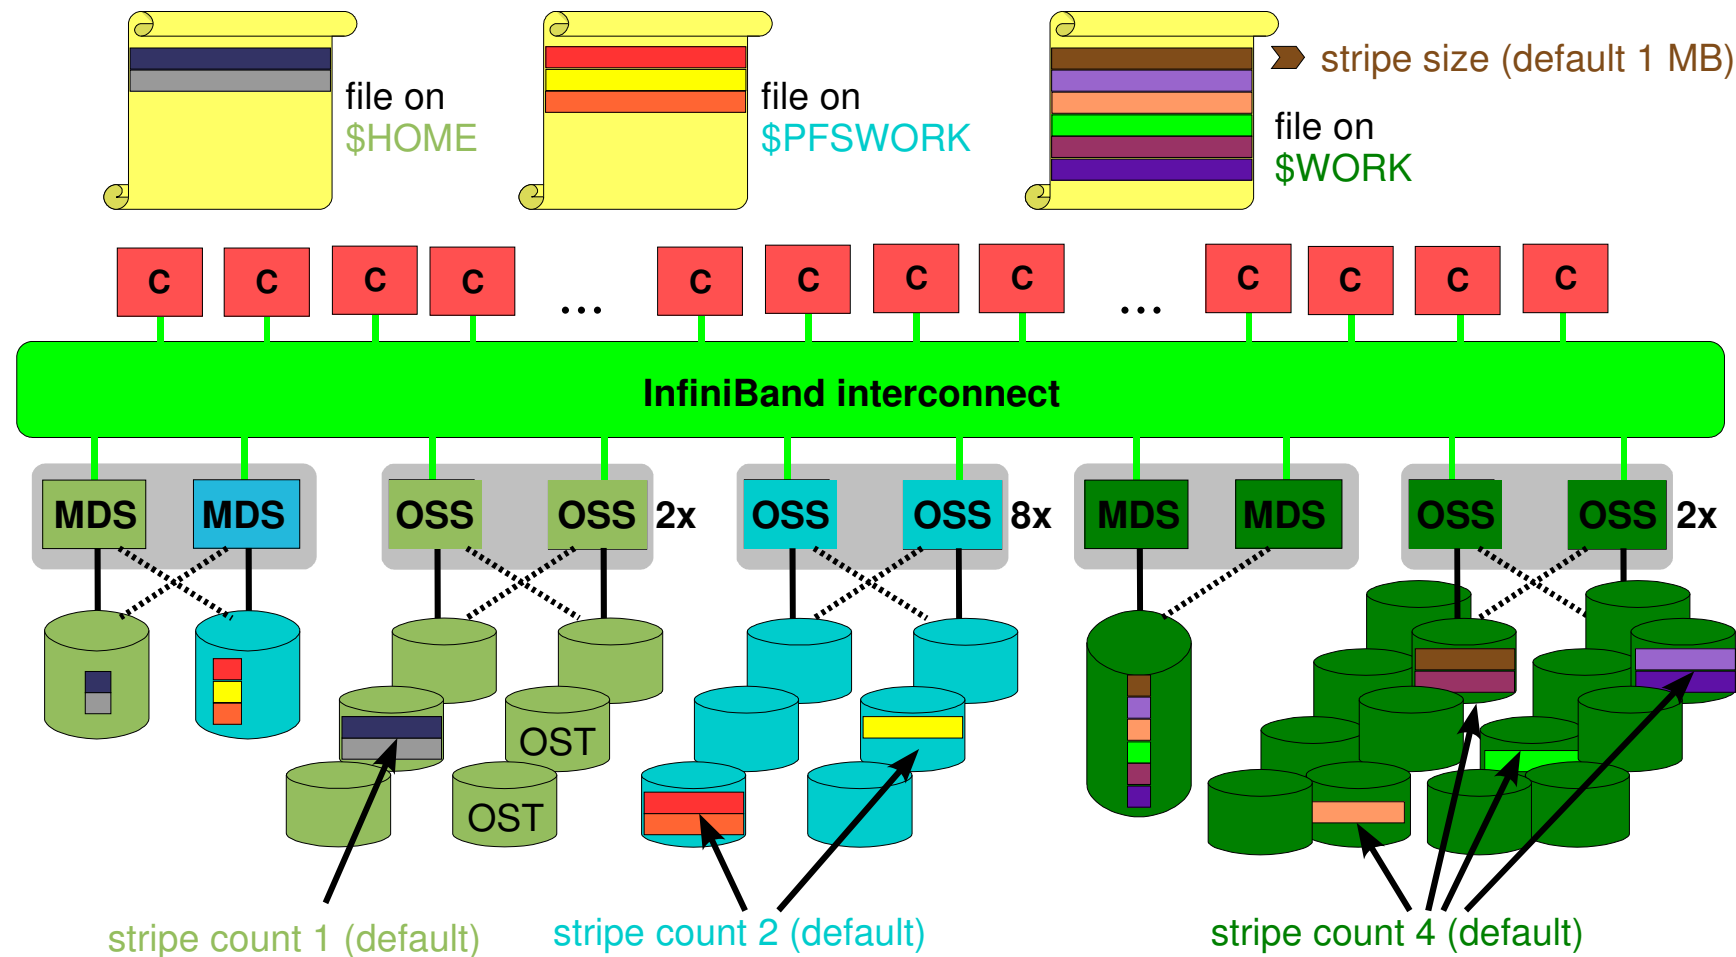 stripe size (default 1 MB)
file on
$HOME
file on
$PFSWORK
file on
$WORK
C C C C ... C C C C ... C C C C
InfiniBand interconnect
MDS MDS OSS OSS 2x OSS OSS 8x MDS MDS OSS OSS 2x
OST
OST
stripe count 1 (default)
stripe count 2 (default)
stripe count 4 (default)